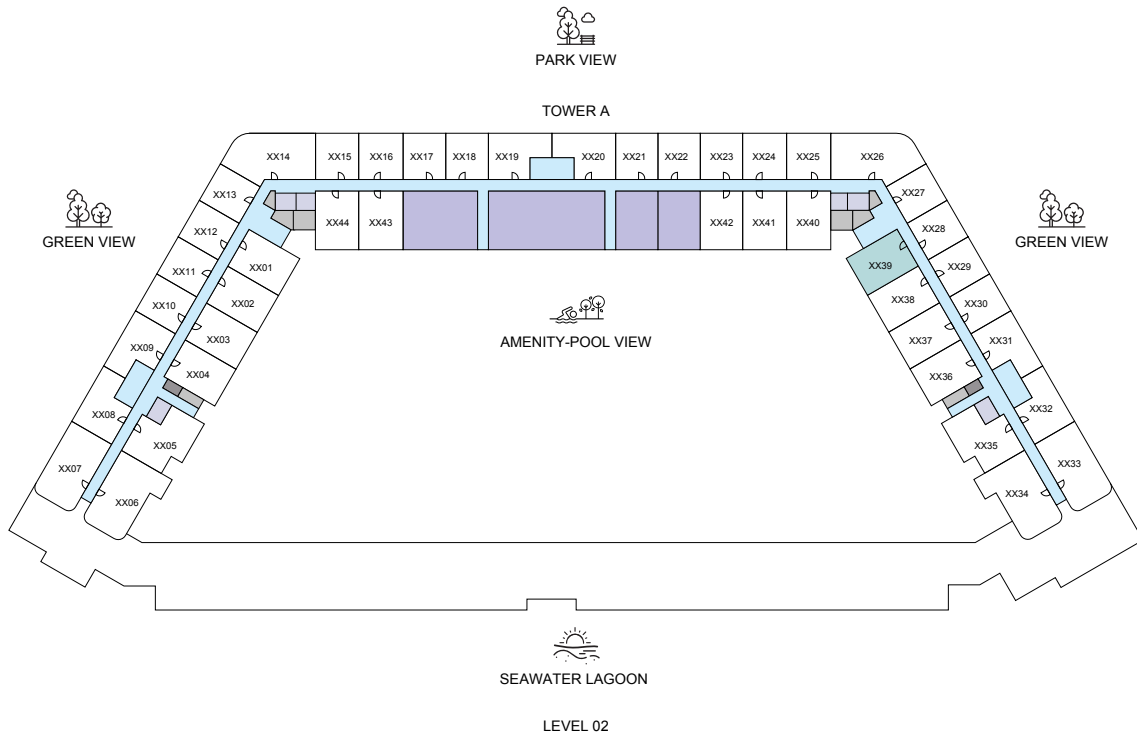 PARK VIEW
TOWER A
XX14
XX15
XX16
XX17
XX18
XX19
XX20
XX21
XX22
XX23
XX24
XX25
XX26
XX13
XX27
XX44
XX43
XX42
XX41
XX40
GREEN VIEW
XX12
XX28
GREEN VIEW
XX11
XX01
XX39
XX29
XX10
XX02
XX38
XX30
XX09
XX03
AMENITY-POOL VIEW
XX37
XX31
XX04
XX36
XX08
XX32
XX05
XX35
XX07
XX33
XX06
XX34
SEAWATER LAGOON
LEVEL 02